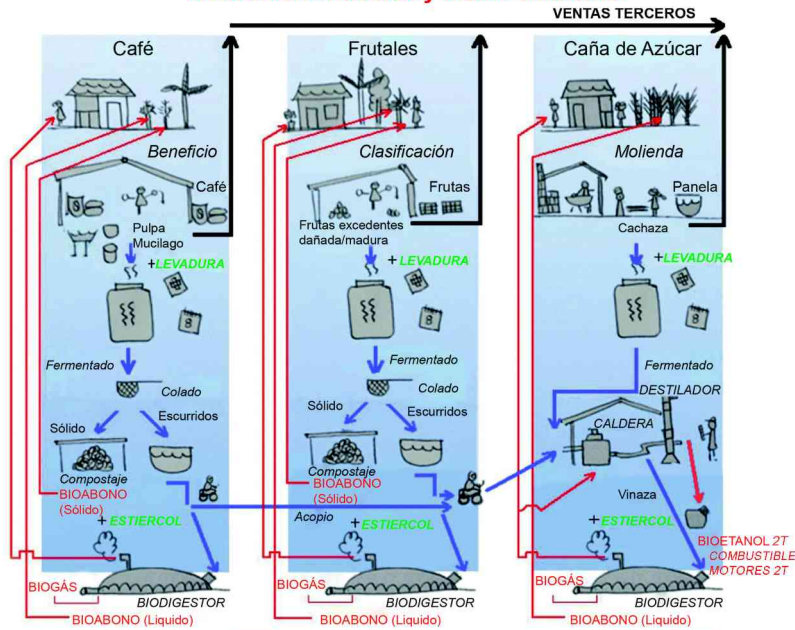 VENTAS TERCEROS
Café
Beneficio
Café
Pulpa
Mucilago
+LEVADURA
Fermentado
Colado
Sólido
Escurridos
Compostaje
BIOABONO
(Sólido)
+ ESTIERCOL
BIOGÁS
BIODIGESTOR
BIOABONO (Liquido)
Frutales
Clasificación
Frutas
Frutas excedentes
dañada/madura
+LEVADURA
8
Fermentado
Colado
Sólido
Escurridos
Compostaje
BIOABONO
(Sólido)
Acopio
+ ESTIERCOL
BIOGÁS
BIODIGESTOR
BIOABONO (Liquido)
Caña de Azúcar
Molienda
Panela
Cachaza
+LEVADURA
8
Fermentado
DESTILADOR
CALDERA
Vinaza
+ ESTIERCOL
BIOETANOL 2T
COMBUSTIBLE
MOTORES 2T
BIOGÁS
BIODIGESTOR
BIOABONO (Liquido)